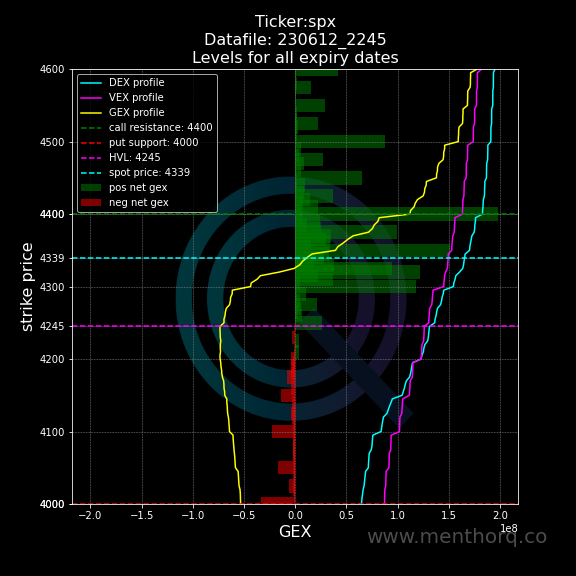 Ticker:spx
Datafile: 230612_2245
Levels for all expiry dates
DEX profile
VEX profile
GEX profile
call resistance: 4400
put support: 4000
HVL: 4245
spot price: 4339
pos net gex
neg net gex
strike price
4600
4500
4400
4339
4300
4245
4200
4100
4000
−2.0 −1.5 −1.0 −0.5 0.0 0.5 1.0 1.5 2.0
1e8
GEX
www.menthorq.co